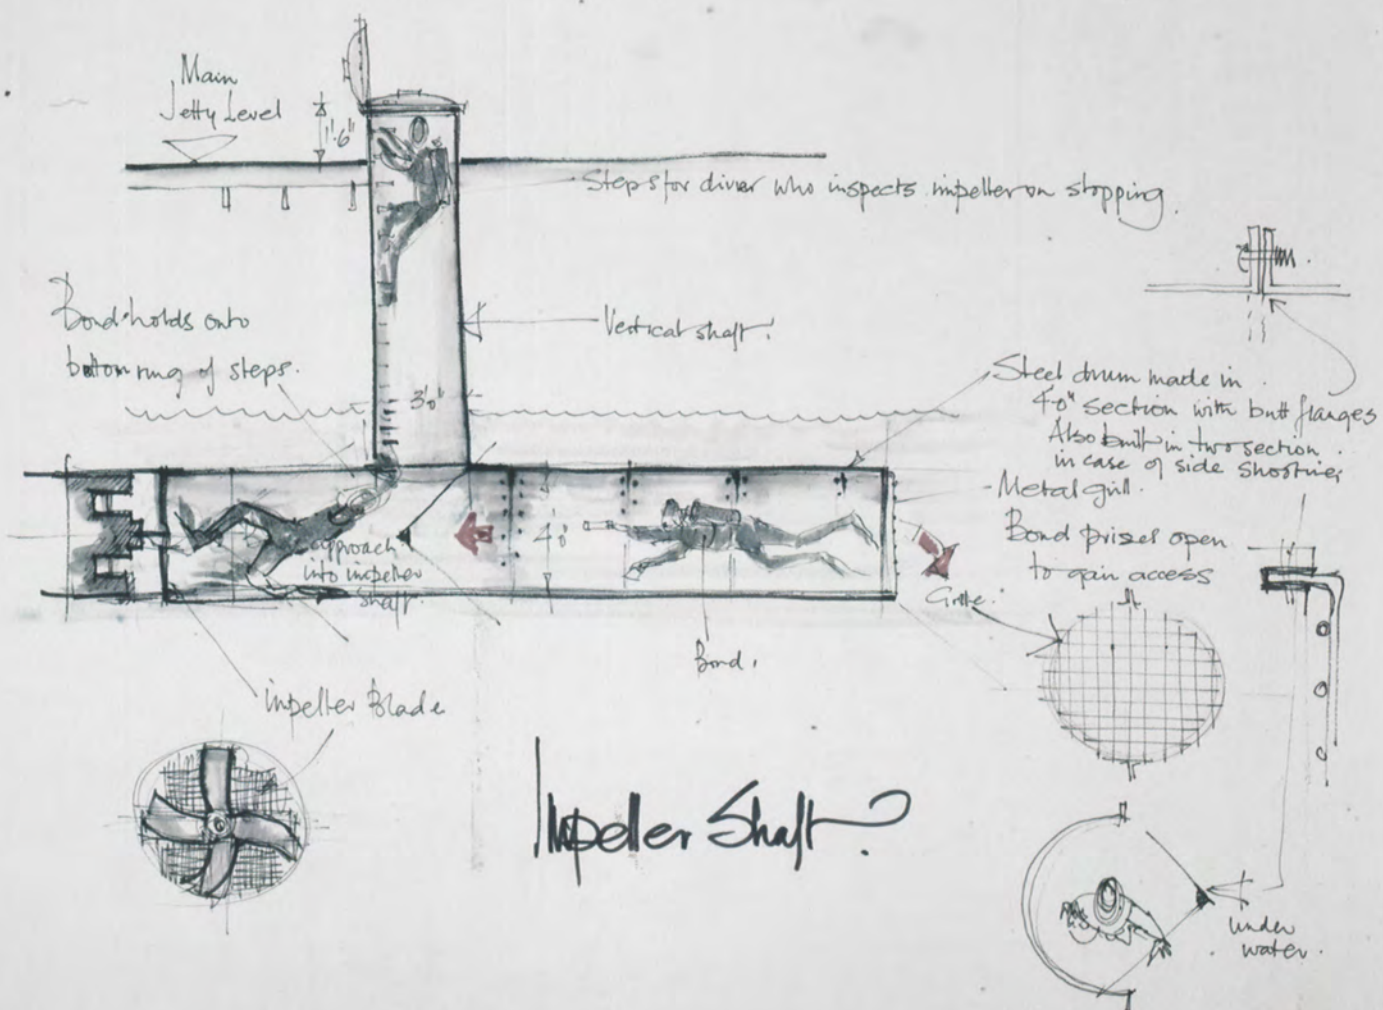 Main
Jetty Level
1'.6"
Steps for diver who inspects impeller on stopping.
Bond holds onto
bottom rung of steps.
Vertical shaft.
3'.0"
Steel drum made in
4'-0" section with butt flanges
Also built in two section
in case of side shooting
Metal grill.
Bond prizes open
to gain access
Grille.
approach
into impeller
shaft.
4'0"
Bond.
impeller Blade
Impeller Shaft
under
water.